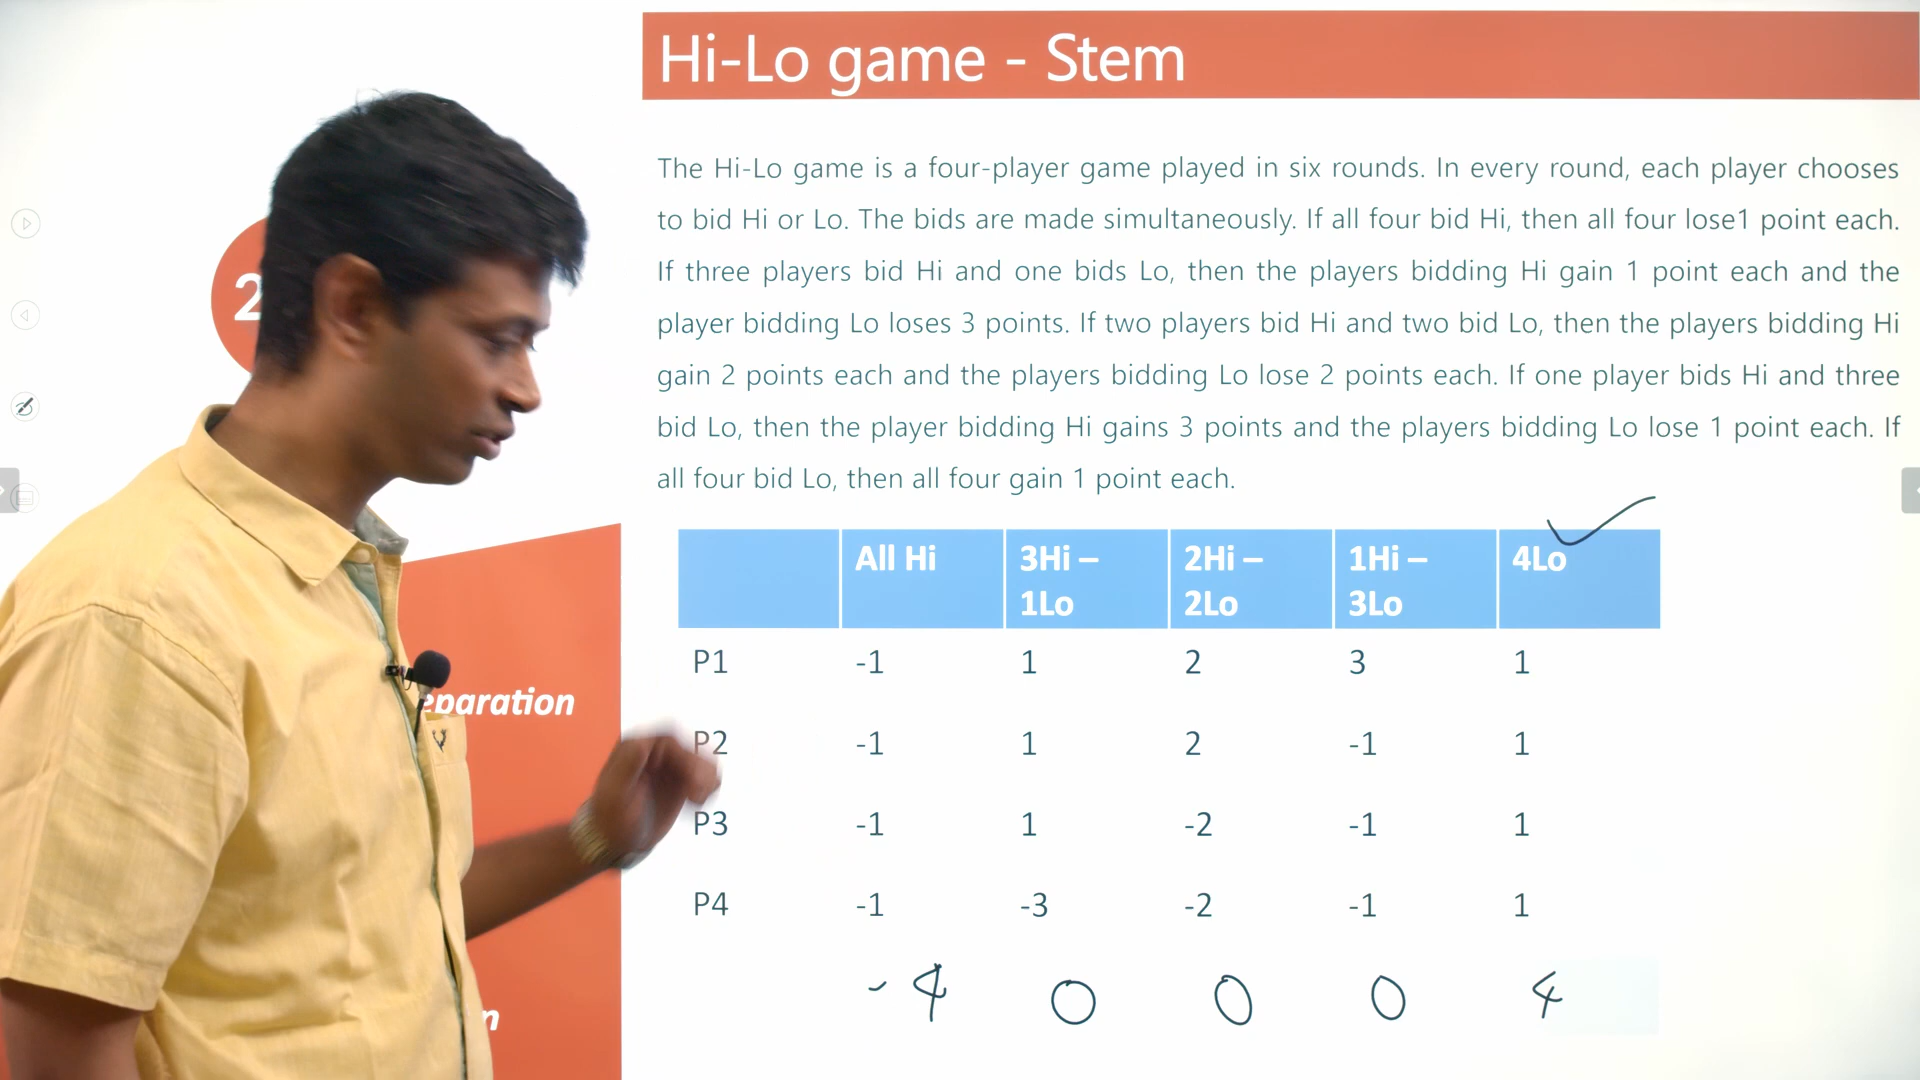 Hi-Lo game - Stem
The Hi-Lo game is a four-player game played in six rounds. In every round, each player chooses
to bid Hi or Lo. The bids are made simultaneously. If all four bid Hi, then all four lose1 point each.
If three players bid Hi and one bids Lo, then the players bidding Hi gain 1 point each and the
player bidding Lo loses 3 points. If two players bid Hi and two bid Lo, then the players bidding Hi
gain 2 points each and the players bidding Lo lose 2 points each. If one player bids Hi and three
bid Lo, then the player bidding Hi gains 3 points and the players bidding Lo lose 1 point each. If
all four bid Lo, then all four gain 1 point each.
2
All Hi 3Hi – 2Hi – 1Hi – 4Lo
1Lo 2Lo 3Lo
P1 -1 1 2 3 1
eparation
P2 -1 1 2 -1 1
P3 -1 1 -2 -1 1
P4 -1 -3 -2 -1 1
-4 0 0 0 4
n